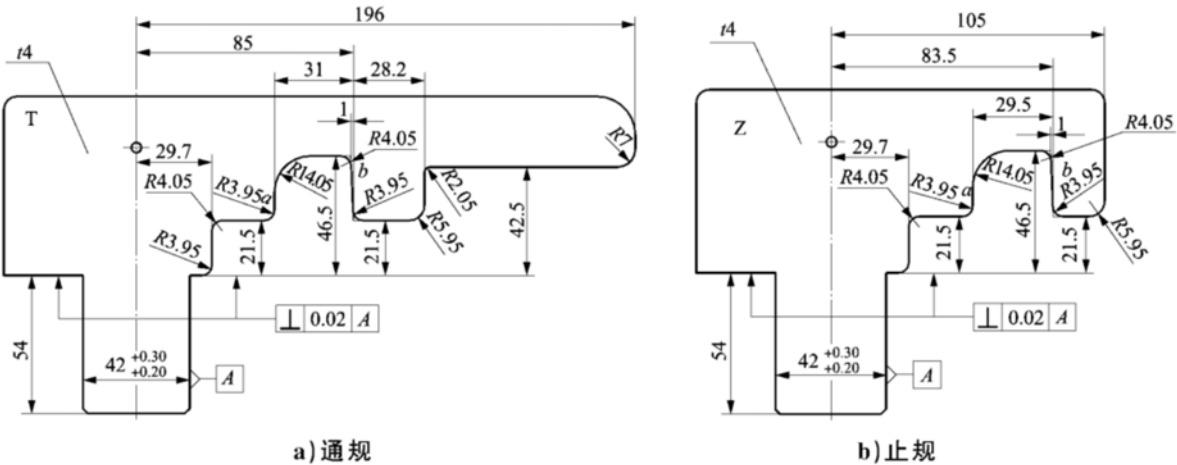 196
85
t4
31
28.2
T
1
R4.05
R7
29.7
b
R4.05
R3.95
a
R14.05
R3.95
R2.05
R5.95
R3.95
21.5
46.5
21.5
42.5
⊥ 0.02 A
54
42 +0.30 +0.20
A
a)通规
105
t4
83.5
29.5
Z
1
R4.05
29.7
b
R4.05
R3.95
a
R14.05
R3.95
R5.95
21.5
46.5
21.5
⊥ 0.02 A
54
42 +0.30 +0.20
A
b)止规